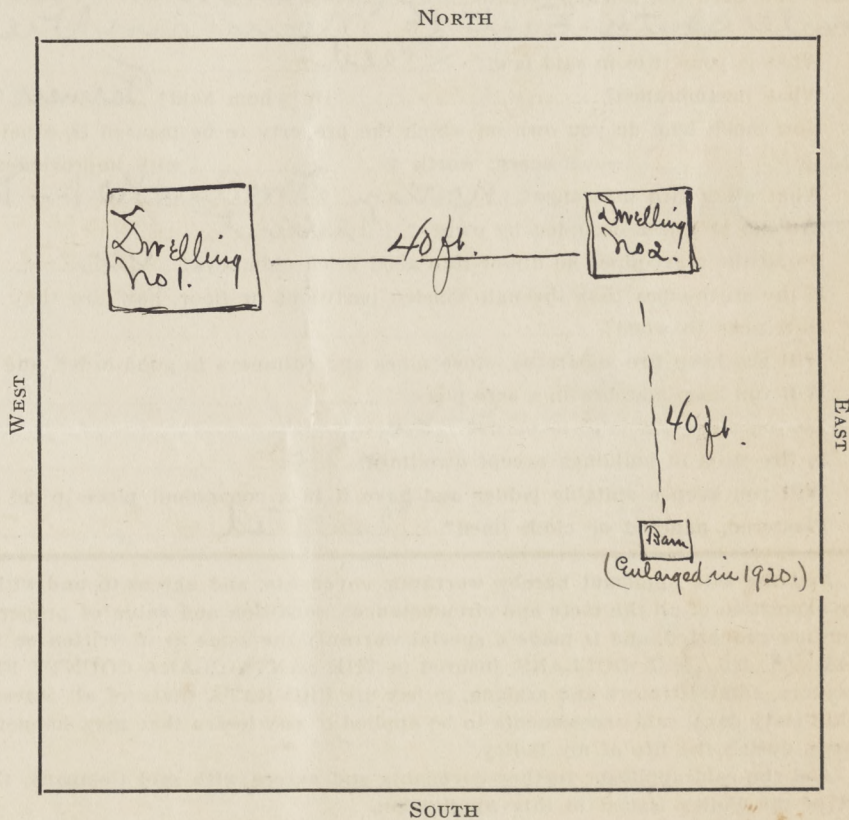 NORTH
Dwelling
No 1.
40 ft.
Dwelling
No 2.
WEST
EAST
40 ft.
Barn
(Enlarged in 1920.)
SOUTH